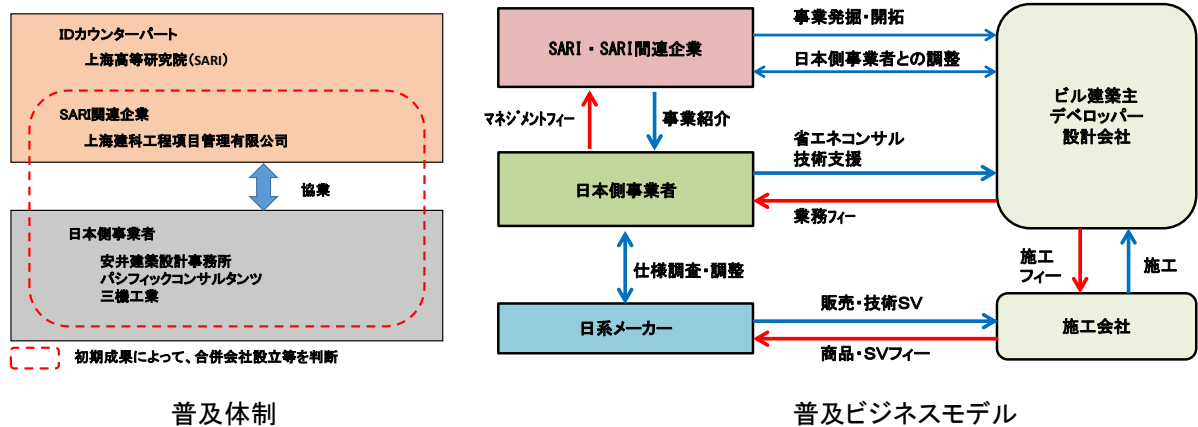 IDカウンターパート
上海高等研究院(SARI)
SARI関連企業
上海建科工程項目管理有限公司
協業
日本側事業者
安井建築設計事務所
パシフィックコンサルタンツ
三機工業
初期成果によって、合併会社設立等を判断
普及体制
SARI・SARI関連企業
事業発掘・開拓
日本側事業者との調整
ビル建築主
デベロッパー
設計会社
マネジメントフィー
事業紹介
省エネコンサル
技術支援
日本側事業者
業務フィー
仕様調査・調整
施工
フィー
施工
日系メーカー
販売・技術SV
商品・SVフィー
施工会社
普及ビジネスモデル